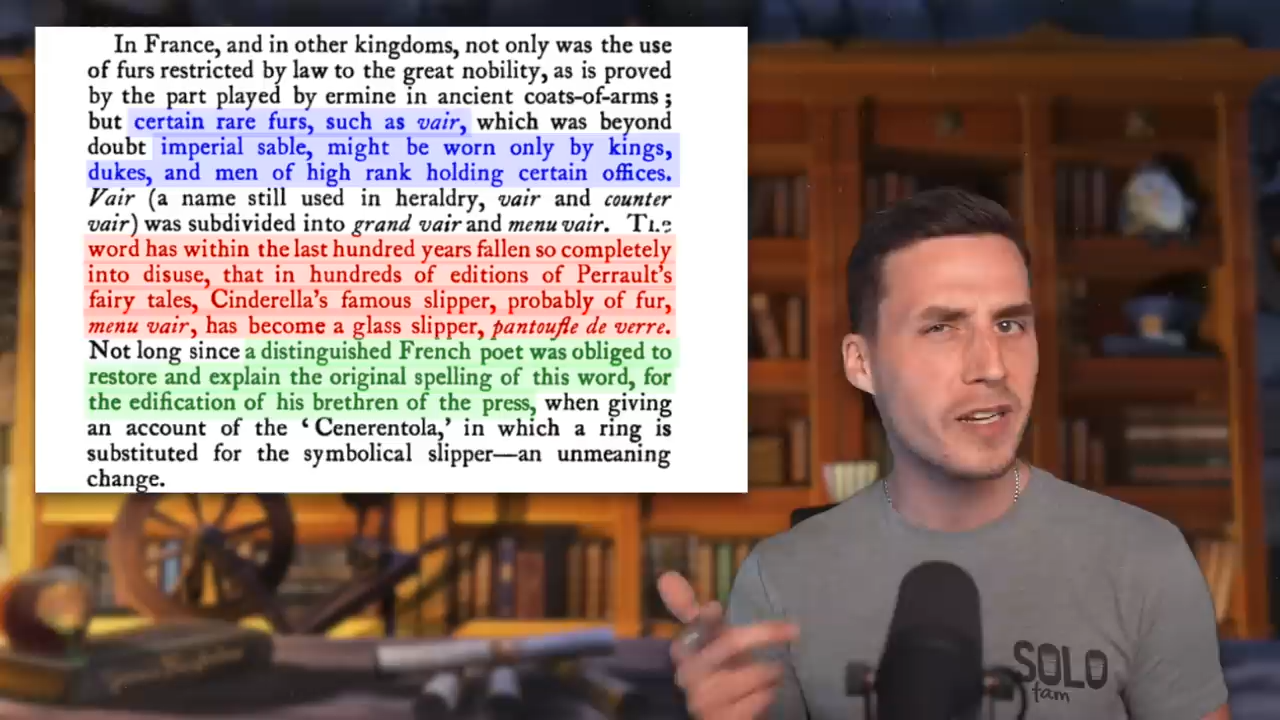 In France, and in other kingdoms, not only was the use
of furs restricted by law to the great nobility, as is proved
by the part played by ermine in ancient coats-of-arms ;
but certain rare furs, such as vair, which was beyond
doubt imperial sable, might be worn only by kings,
dukes, and men of high rank holding certain offices.
Vair (a name still used in heraldry, vair and counter
vair) was subdivided into grand vair and menu vair. The
word has within the last hundred years fallen so completely
into disuse, that in hundreds of editions of Perrault's
fairy tales, Cinderella's famous slipper, probably of fur,
menu vair, has become a glass slipper, pantoufle de verre.
Not long since a distinguished French poet was obliged to
restore and explain the original spelling of this word, for
the edification of his brethren of the press, when giving
an account of the ‘Cenerentola,’ in which a ring is
substituted for the symbolical slipper—an unmeaning
change.
SOLO
fam